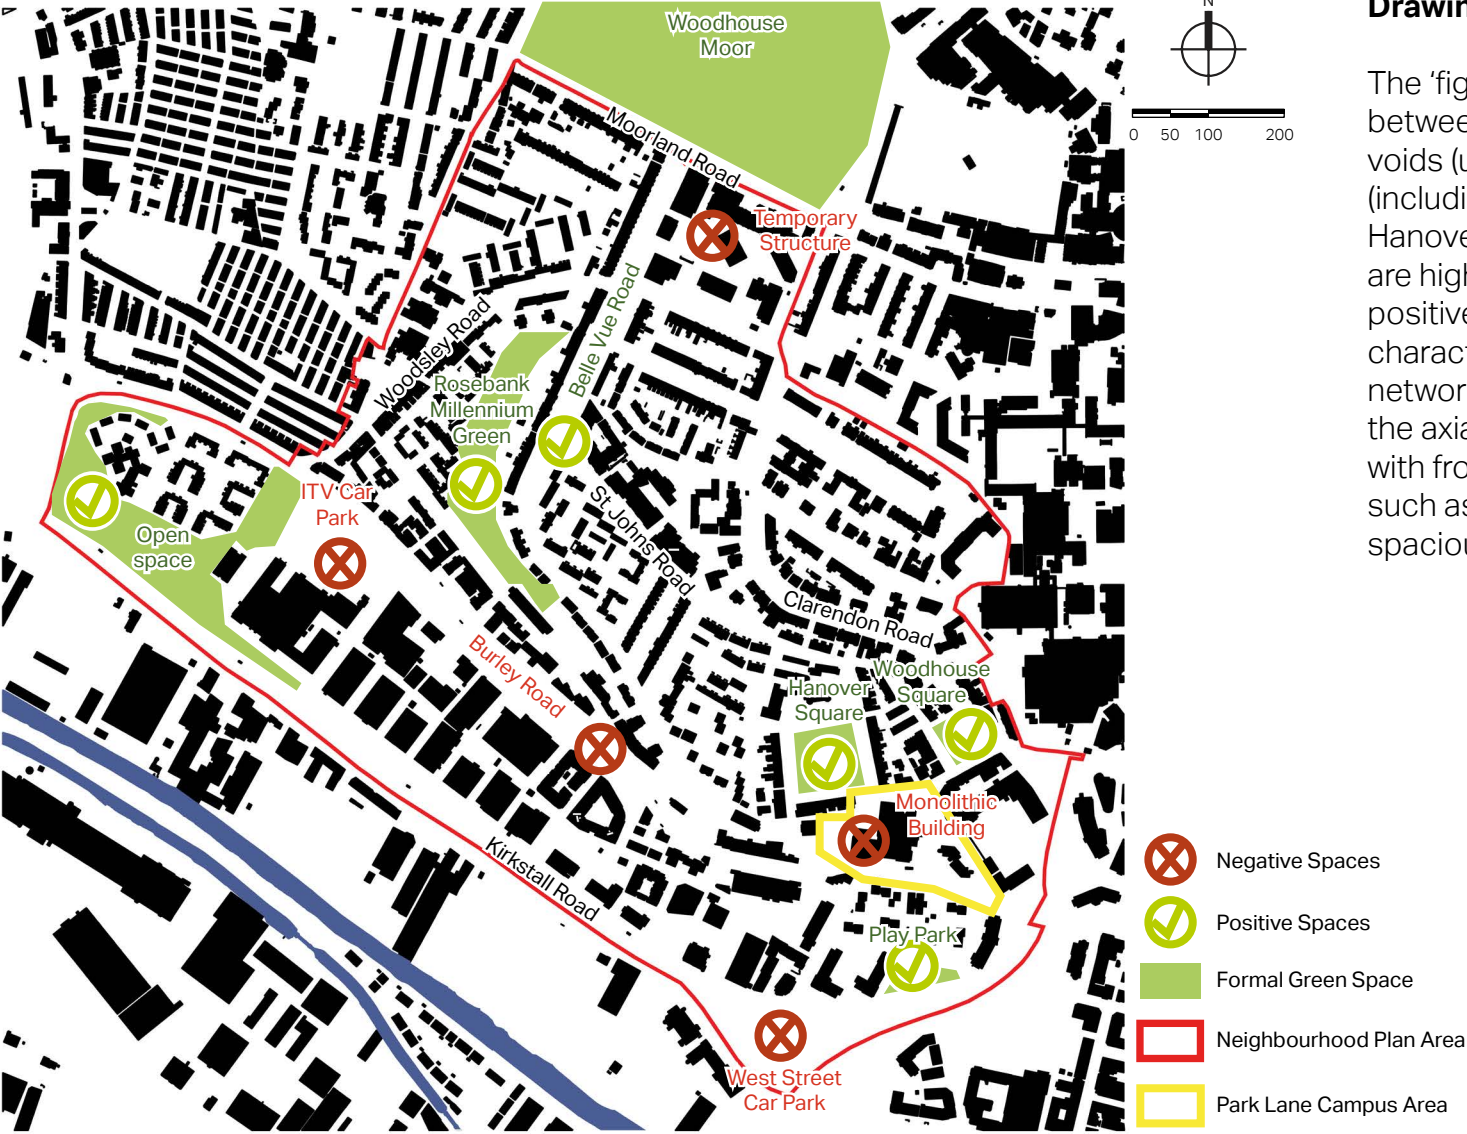 Woodhouse
Moor
N
0 50 100 200
Moorland Road
Temporary
Structure
Belle Vue Road
Woodsley Road
Rosebank
Millennium
Green
ITV Car
Park
Open
space
St Johns Road
Clarendon Road
Burley Road
Woodhouse
Square
Hanover
Square
Monolithic
Building
Kirkstall Road
Play Park
West Street
Car Park
Negative Spaces
Positive Spaces
Formal Green Space
Neighbourhood Plan Area
Park Lane Campus Area
The ‘fig
betwee
voids (u
(includi
Hanove
are high
positive
charact
networ
the axia
with fro
such as
spaciou